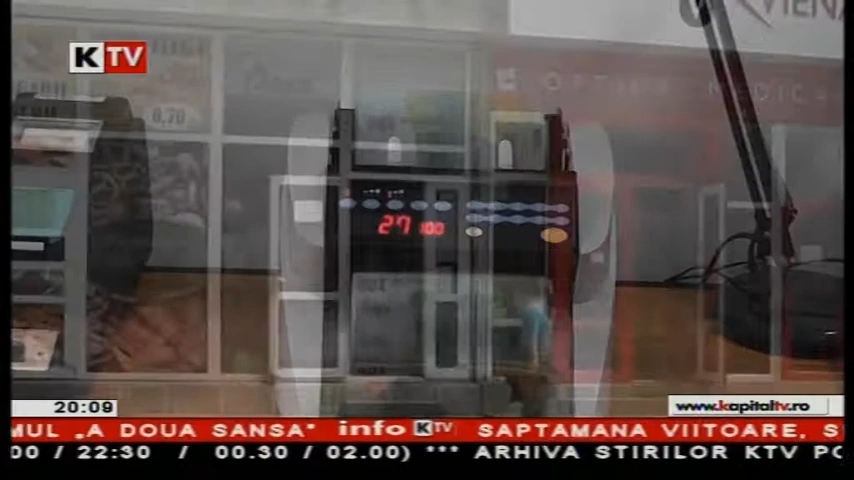 VIENA
KTV
0,70
OPTICA MEDICA
27 100
20:09
www.kapitaltv.ro
MUL „A DOUA SANSA” info KTV SAPTAMANA VIITOARE, S
00 / 22:30 / 00.30 / 02.00) *** ARHIVA STIRILOR KTV PO